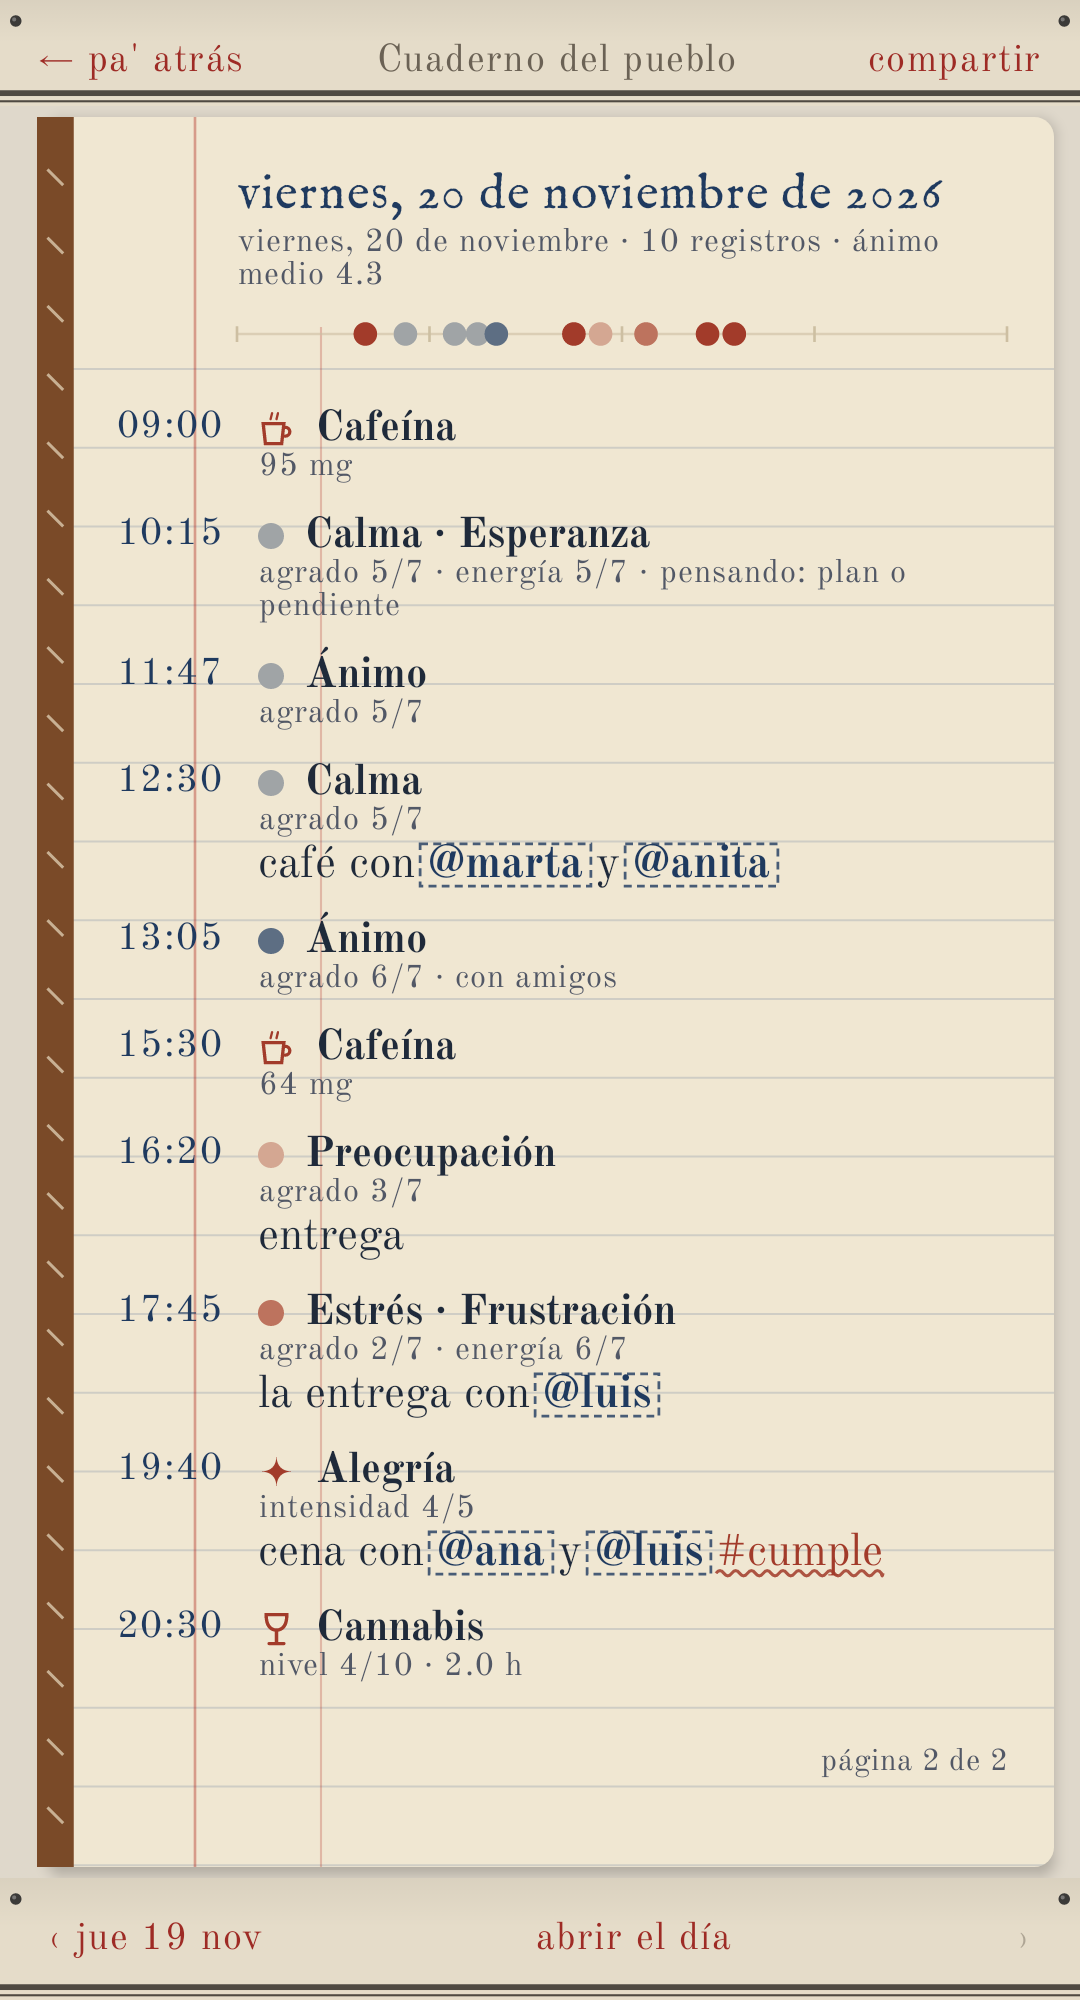 ← pa' atrás
Cuaderno del pueblo
compartir
viernes, 20 de noviembre de 2026
viernes, 20 de noviembre · 10 registros · ánimo
medio 4.3
09:00 Cafeína
95 mg
10:15 Calma · Esperanza
agrado 5/7 · energía 5/7 · pensando: plan o
pendiente
11:47 Ánimo
agrado 5/7
12:30 Calma
agrado 5/7
café con @marta y @anita
13:05 Ánimo
agrado 6/7 · con amigos
15:30 Cafeína
64 mg
16:20 Preocupación
agrado 3/7
entrega
17:45 Estrés · Frustración
agrado 2/7 · energía 6/7
la entrega con @luis
19:40 Alegría
intensidad 4/5
cena con @ana y @luis #cumple
20:30 Cannabis
nivel 4/10 · 2.0 h
página 2 de 2
‹ jue 19 nov
abrir el día
›